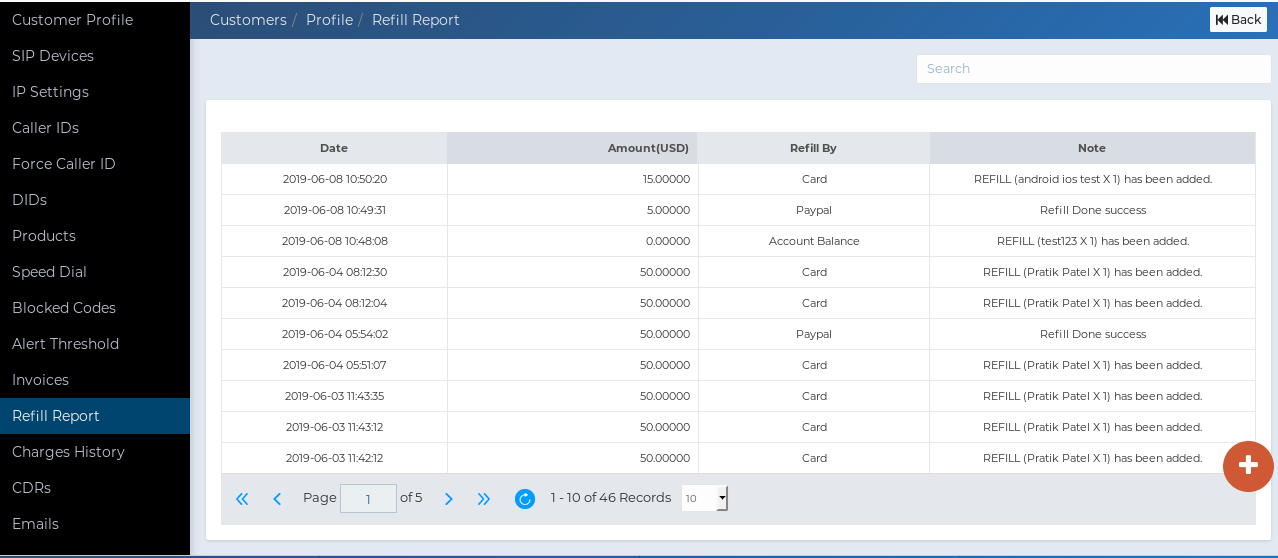 Customer Profile
SIP Devices
IP Settings
Caller IDs
Force Caller ID
DIDs
Products
Speed Dial
Blocked Codes
Alert Threshold
Invoices
Refill Report
Charges History
CDRs
Emails
Customers / Profile / Refill Report
Back
Search
Date Amount(USD) Refill By Note
2019-06-08 10:50:20 15.00000 Card REFILL (android ios test X 1) has been added.
2019-06-08 10:49:31 5.00000 Paypal Refill Done success
2019-06-08 10:48:08 0.00000 Account Balance REFILL (test123 X 1) has been added.
2019-06-04 08:12:30 50.00000 Card REFILL (Pratik Patel X 1) has been added.
2019-06-04 08:12:04 50.00000 Card REFILL (Pratik Patel X 1) has been added.
2019-06-04 05:54:02 50.00000 Paypal Refill Done success
2019-06-04 05:51:07 50.00000 Card REFILL (Pratik Patel X 1) has been added.
2019-06-03 11:43:35 50.00000 Card REFILL (Pratik Patel X 1) has been added.
2019-06-03 11:43:12 50.00000 Card REFILL (Pratik Patel X 1) has been added.
2019-06-03 11:42:12 50.00000 Card REFILL (Pratik Patel X 1) has been added.
Page 1 of 5 1 - 10 of 46 Records 10